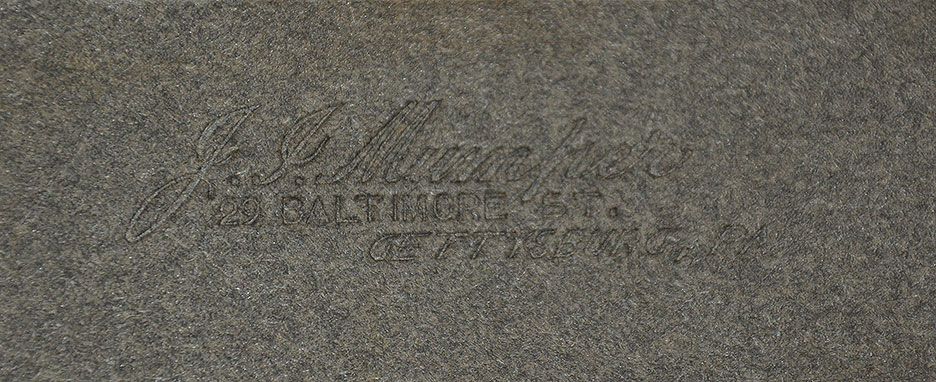 J. I. Mumper
29 BALTIMORE ST.
GETTYSBURG, PA.